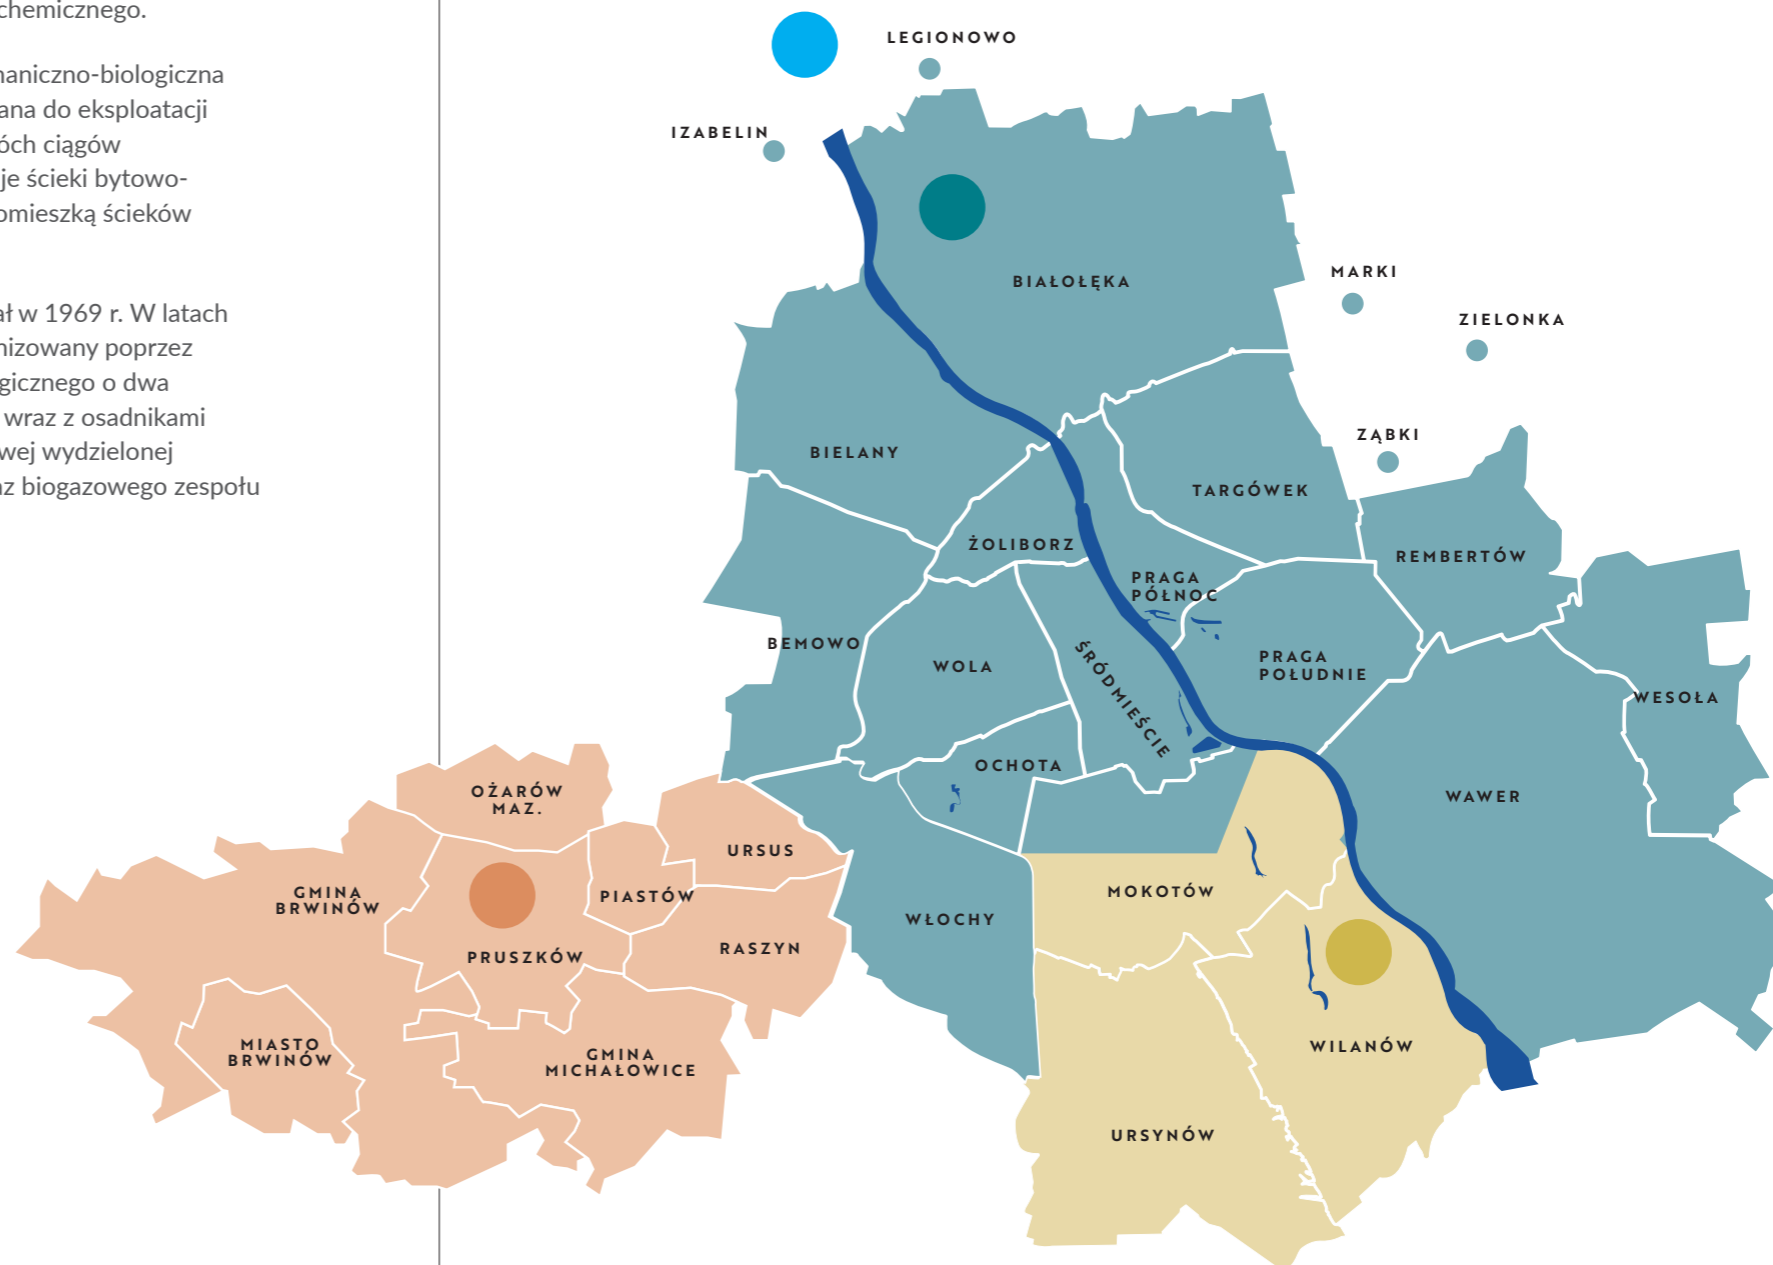 chemicznego.
haniczno-biologiczna
ana do eksploatacji
óch ciągów
je ścieki bytowo-
omieszką ścieków
ał w 1969 r. W latach
nizowany poprzez
gicznego o dwa
wraz z osadnikami
wej wydzielonej
az biogazowego zespołu
LEGIONOWO
IZABELIN
BIAŁOŁĘKA
MARKI
ZIELONKA
ZĄBKI
BIELANY
TARGÓWEK
ŻOLIBORZ
REMBERTÓW
PRAGA
PÓŁNOC
BEMOWO
WOLA
ŚRÓDMIEŚCIE
PRAGA
POŁUDNIE
WESOŁA
OCHOTA
WAWER
OŻARÓW
MAZ.
URSUS
GMINA
BRWINÓW
PIASTÓW
MOKOTÓW
WŁOCHY
PRUSZKÓW
RASZYN
MIASTO
BRWINÓW
GMINA
MICHAŁOWICE
WILANÓW
URSYNÓW